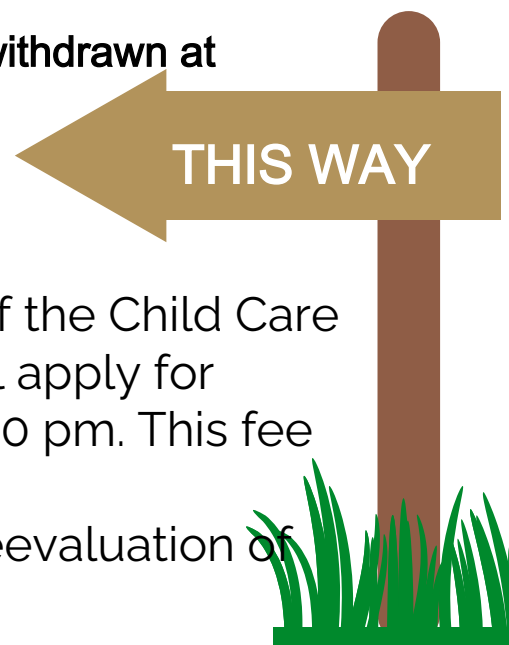 withdrawn at
THIS WAY
f the Child Care
apply for
0 pm. This fee
eevaluation of